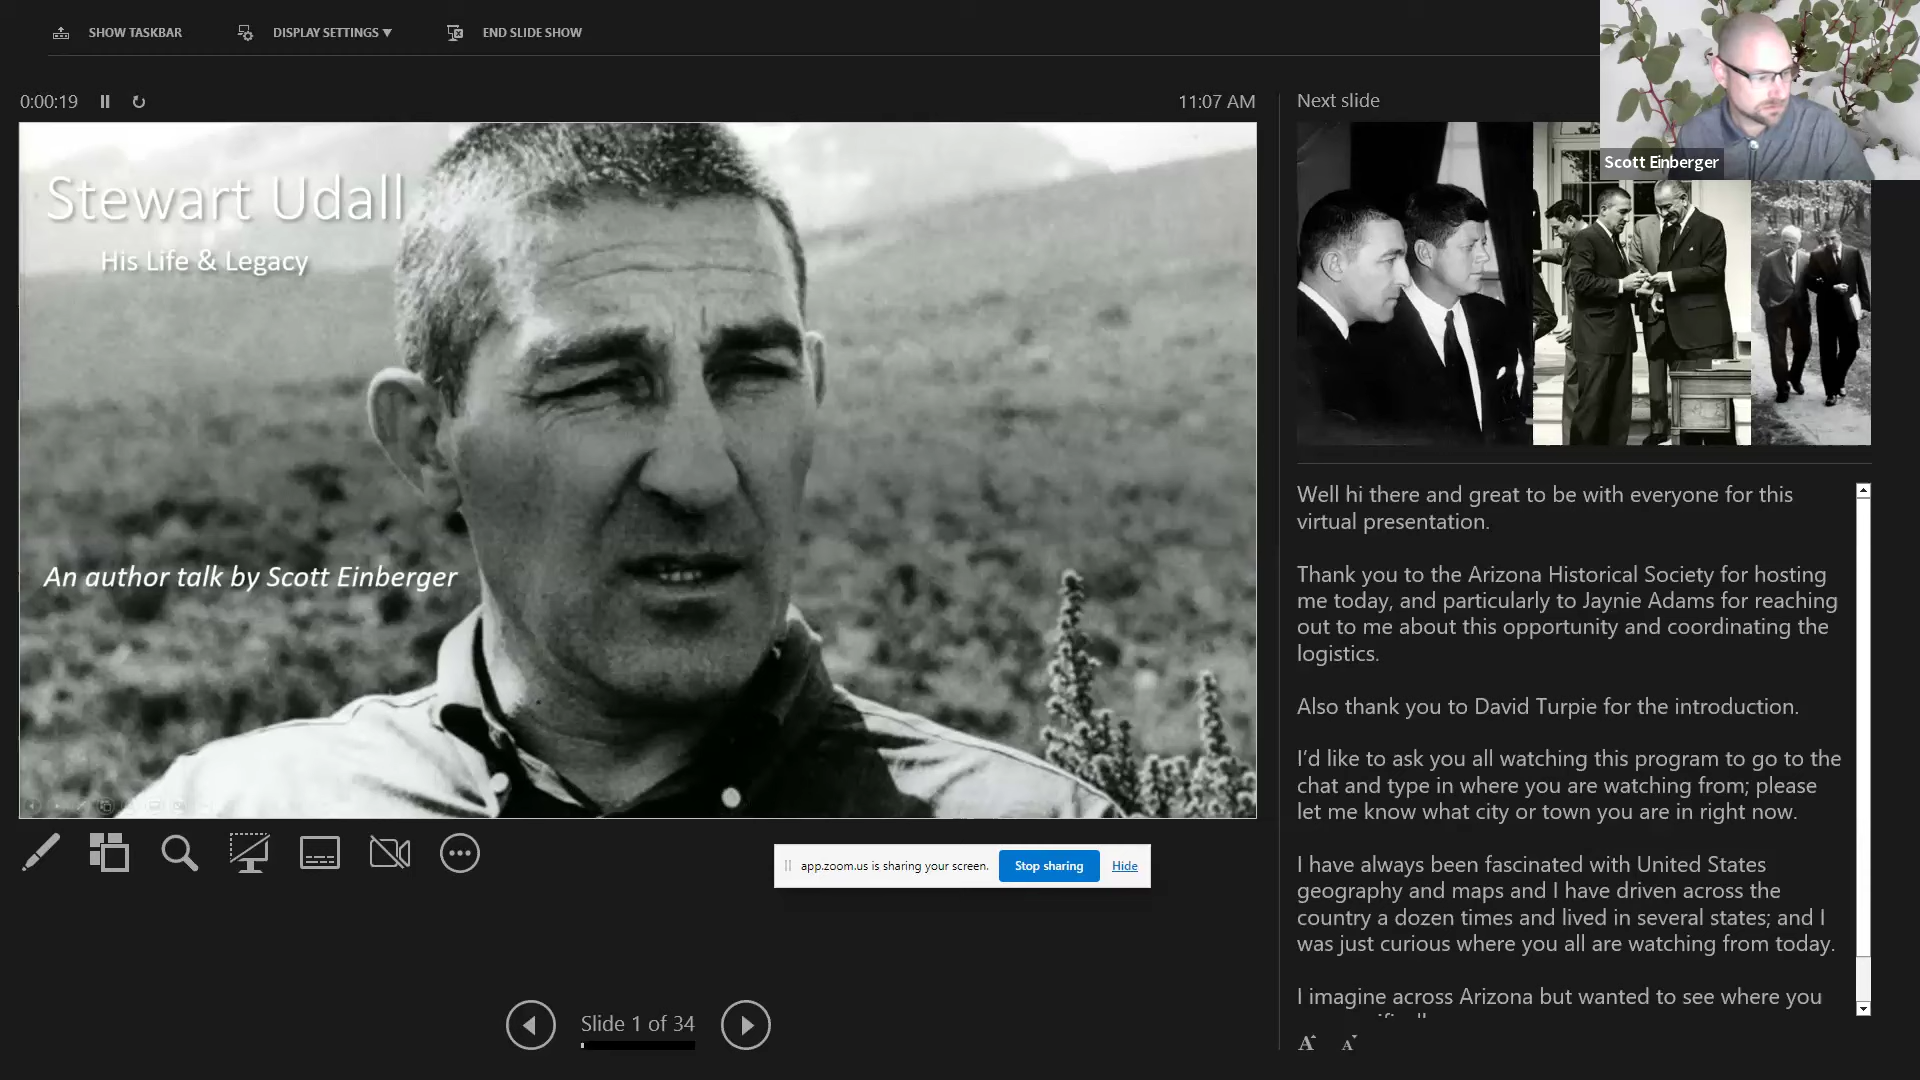 SHOW TASKBAR
DISPLAY SETTINGS ▼
END SLIDE SHOW
0:00:19
11:07 AM
Next slide
Scott Einberger
Stewart Udall
His Life & Legacy
An author talk by Scott Einberger
Well hi there and great to be with everyone for this
virtual presentation.
Thank you to the Arizona Historical Society for hosting
me today, and particularly to Jaynie Adams for reaching
out to me about this opportunity and coordinating the
logistics.
Also thank you to David Turpie for the introduction.
I’d like to ask you all watching this program to go to the
chat and type in where you are watching from; please
let me know what city or town you are in right now.
I have always been fascinated with United States
geography and maps and I have driven across the
country a dozen times and lived in several states; and I
was just curious where you all are watching from today.
I imagine across Arizona but wanted to see where you
app.zoom.us is sharing your screen.
Stop sharing
Hide
Slide 1 of 34
A
A